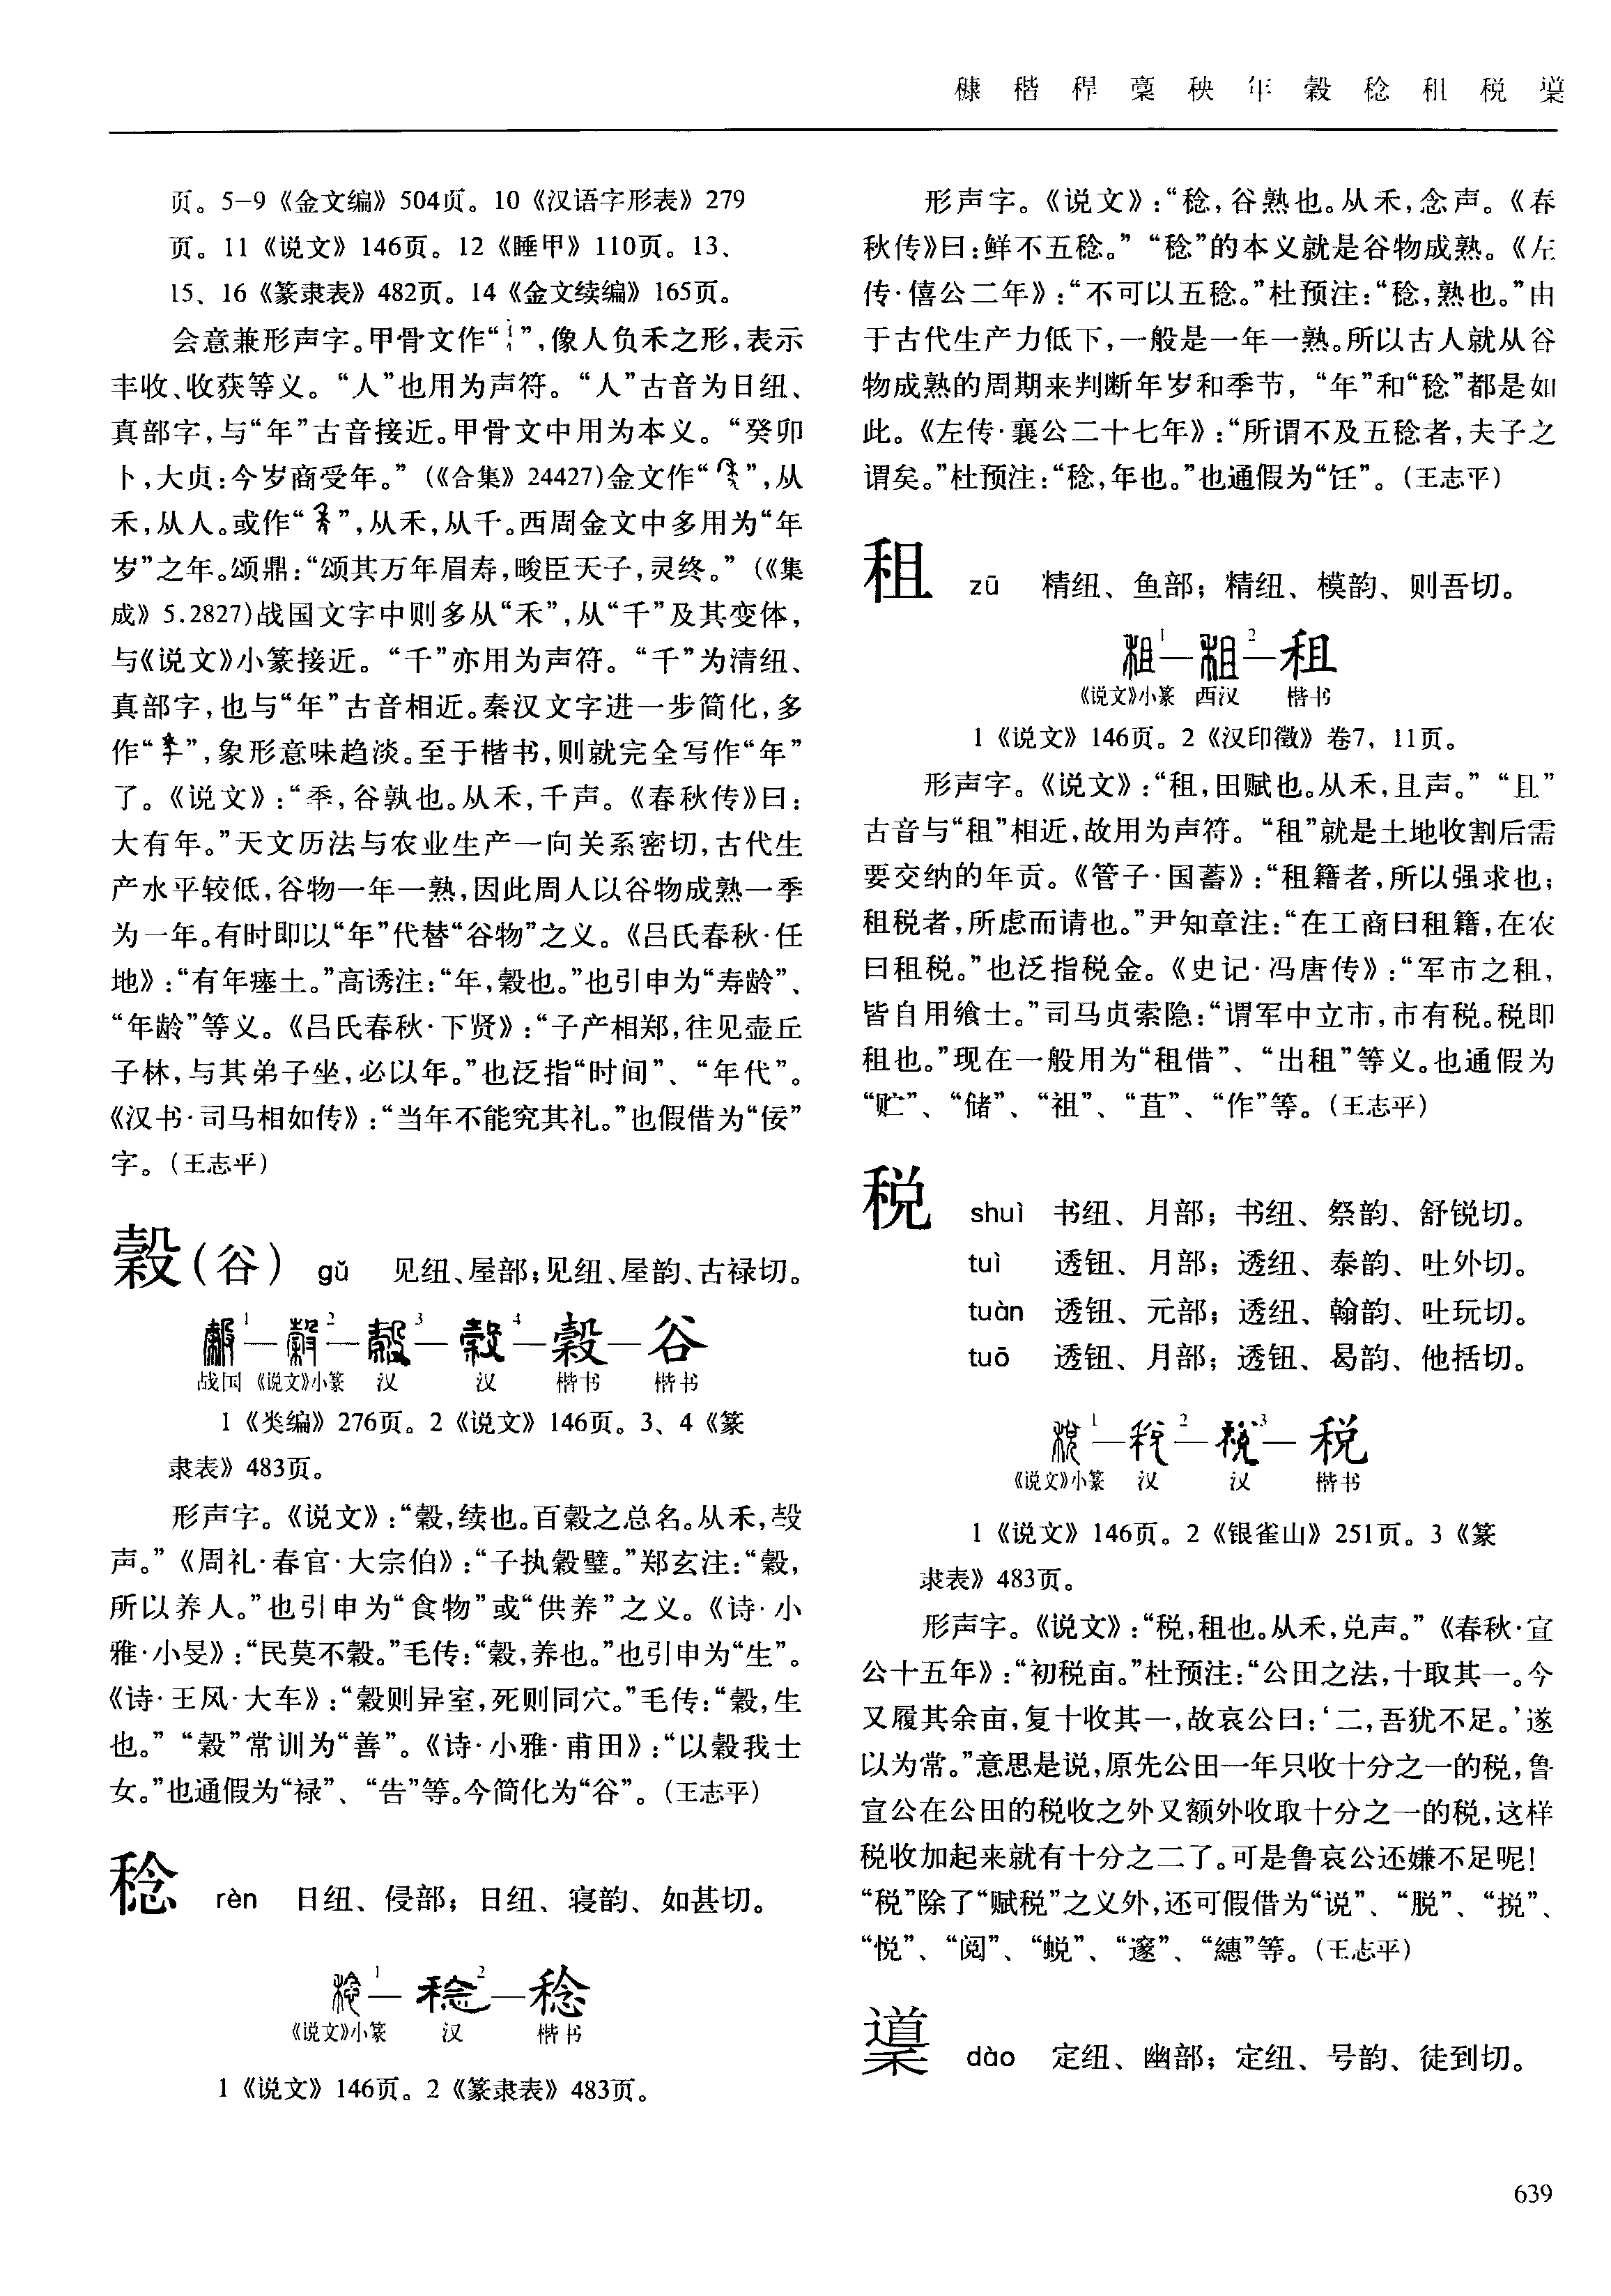 穅 稭 稈 稾 秧 年 穀 稔 租 税 䆃
页。5-9《金文编》504页。10《汉语字形表》279
页。11《说文》146页。12《睡甲》110页。13、
15、16《篆隶表》482页。14《金文续编》165页。
会意兼形声字。甲骨文作“”,像人负禾之形,表示
丰收、收获等义。“人”也用为声符。“人”古音为日纽、
真部字,与“年”古音接近。甲骨文中用为本义。“癸卯
卜,大贞:今岁商受年。”(《合集》24427)金文作“”,从
禾,从人。或作“”,从禾,从千。西周金文中多用为“年
岁”之年。颂鼎:“颂其万年眉寿,畯臣天子,灵终。”(《集
成》5.2827)战国文字中则多从“禾”,从“千”及其变体,
与《说文》小篆接近。“千”亦用为声符。“千”为清纽、
真部字,也与“年”古音相近。秦汉文字进一步简化,多
作“”,象形意味趋淡。至于楷书,则就完全写作“年”
了。《说文》:“秊,谷孰也。从禾,千声。《春秋传》曰:
大有年。”天文历法与农业生产一向关系密切,古代生
产水平较低,谷物一年一熟,因此周人以谷物成熟一季
为一年。有时即以“年”代替“谷物”之义。《吕氏春秋·任
地》:“有年瘗土。”高诱注:“年,穀也。”也引申为“寿龄”、
“年龄”等义。《吕氏春秋·下贤》:“子产相郑,往见壶丘
子林,与其弟子坐,必以年。”也泛指“时间”、“年代”。
《汉书·司马相如传》:“当年不能究其礼。”也假借为“佞”
字。(王志平)
穀(谷) gǔ 见纽、屋部;见纽、屋韵、古禄切。
1—2—3—4—穀—谷
战国 《说文》小篆 汉 汉 楷书 楷书
1《类编》276页。2《说文》146页。3、4《篆
隶表》483页。
形声字。《说文》:“穀,续也。百穀之总名。从禾,㱿
声。”《周礼·春官·大宗伯》:“子执穀璧。”郑玄注:“穀,
所以养人。”也引申为“食物”或“供养”之义。《诗·小
雅·小旻》:“民莫不穀。”毛传:“穀,养也。”也引申为“生”。
《诗·王风·大车》:“穀则异室,死则同穴。”毛传:“穀,生
也。”“穀”常训为“善”。《诗·小雅·甫田》:“以穀我士
女。”也通假为“禄”、“告”等。今简化为“谷”。(王志平)
稔 rèn 日纽、侵部;日纽、寝韵、如甚切。
1—2—稔
《说文》小篆 汉 楷书
1《说文》146页。2《篆隶表》483页。
形声字。《说文》:“稔,谷熟也。从禾,念声。《春
秋传》曰:鲜不五稔。”“稔”的本义就是谷物成熟。《左
传·僖公二年》:“不可以五稔。”杜预注:“稔,熟也。”由
于古代生产力低下,一般是一年一熟。所以古人就从谷
物成熟的周期来判断年岁和季节,“年”和“稔”都是如
此。《左传·襄公二十七年》:“所谓不及五稔者,夫子之
谓矣。”杜预注:“稔,年也。”也通假为“饪”。(王志平)
租 zū 精纽、鱼部;精纽、模韵、则吾切。
1—2—租
《说文》小篆 西汉 楷书
1《说文》146页。2《汉印徵》卷7,11页。
形声字。《说文》:“租,田赋也。从禾,且声。”“且”
古音与“租”相近,故用为声符。“租”就是土地收割后需
要交纳的年贡。《管子·国蓄》:“租籍者,所以强求也;
租税者,所虑而请也。”尹知章注:“在工商曰租籍,在农
曰租税。”也泛指税金。《史记·冯唐传》:“军市之租,
皆自用飨士。”司马贞索隐:“谓军中立市,市有税。税即
租也。”现在一般用为“租借”、“出租”等义。也通假为
“贮”、“储”、“祖”、“苴”、“作”等。(王志平)
税 shuì 书纽、月部;书纽、祭韵、舒锐切。
tuì 透钮、月部;透纽、泰韵、吐外切。
tuàn 透钮、元部;透纽、翰韵、吐玩切。
tuō 透钮、月部;透钮、曷韵、他括切。
1—2—3—税
《说文》小篆 汉 汉 楷书
1《说文》146页。2《银雀山》251页。3《篆
隶表》483页。
形声字。《说文》:“税,租也。从禾,兑声。”《春秋·宣
公十五年》:“初税亩。”杜预注:“公田之法,十取其一。今
又履其余亩,复十收其一,故哀公曰:‘二,吾犹不足。’遂
以为常。”意思是说,原先公田一年只收十分之一的税,鲁
宣公在公田的税收之外又额外收取十分之一的税,这样
税收加起来就有十分之二了。可是鲁哀公还嫌不足呢!
“税”除了“赋税”之义外,还可假借为“说”、“脱”、“挩”、
“悦”、“阅”、“蜕”、“邃”、“繐”等。(王志平)
䆃 dào 定纽、幽部;定纽、号韵、徒到切。
639